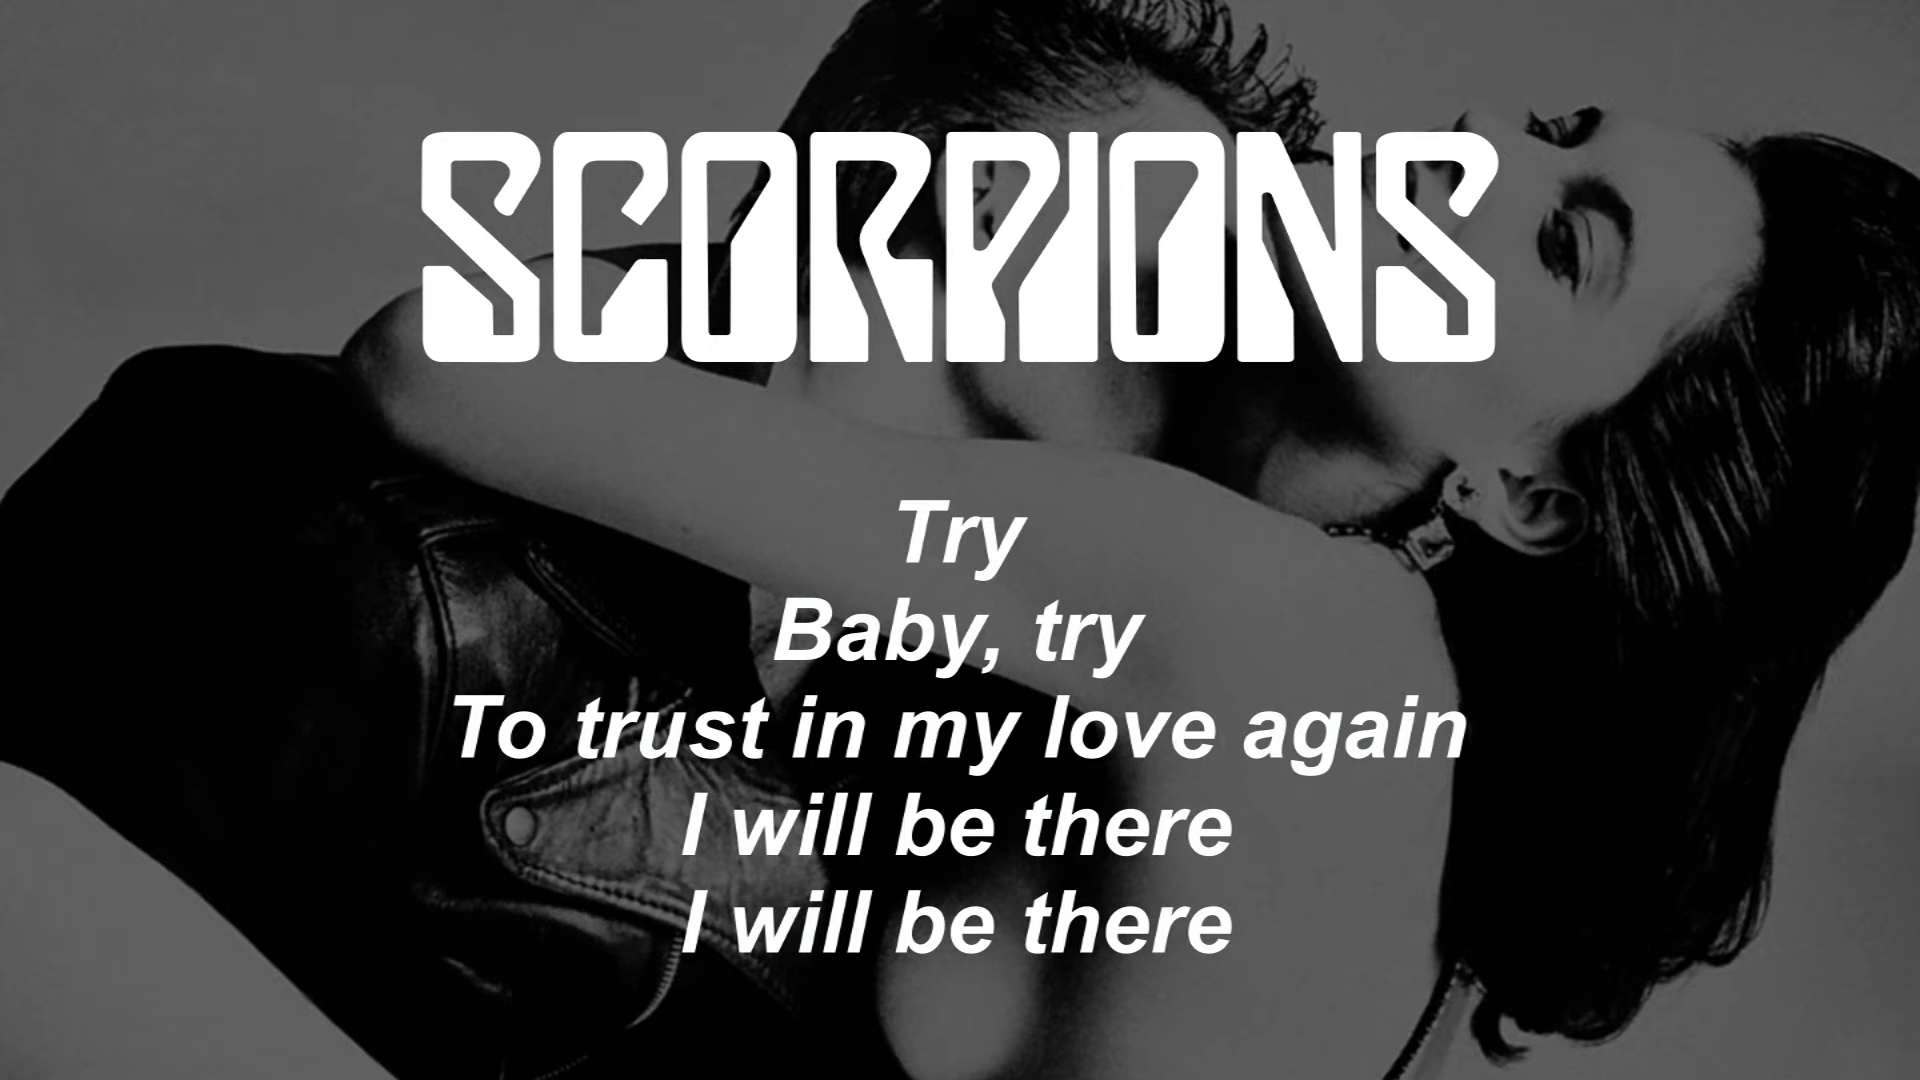 SCORPIONS
Try
Baby, try
To trust in my love again
I will be there
I will be there